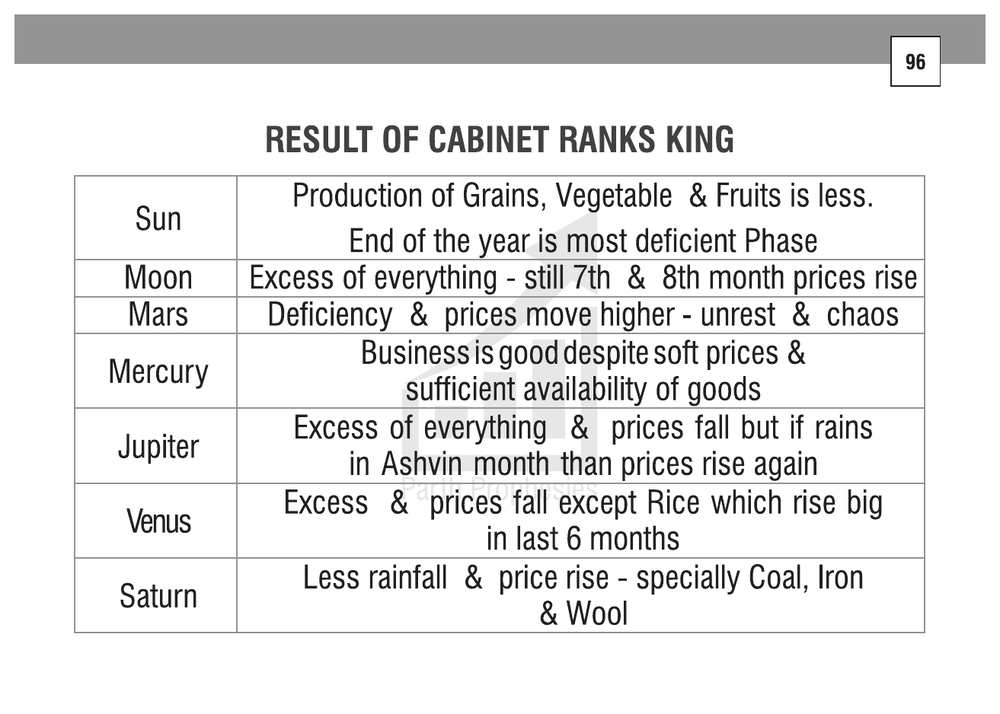 96
RESULT OF CABINET RANKS KING
Sun
Production of Grains, Vegetable & Fruits is less.
End of the year is most deficient Phase
Moon
Excess of everything - still 7th & 8th month prices rise
Mars
Deficiency & prices move higher - unrest & chaos
Mercury
Business is good despite soft prices &
sufficient availability of goods
Jupiter
Excess of everything & prices fall but if rains
in Ashvin month than prices rise again
Parth Prophesies
Venus
Excess & prices fall except Rice which rise big
in last 6 months
Saturn
Less rainfall & price rise - specially Coal, Iron
& Wool